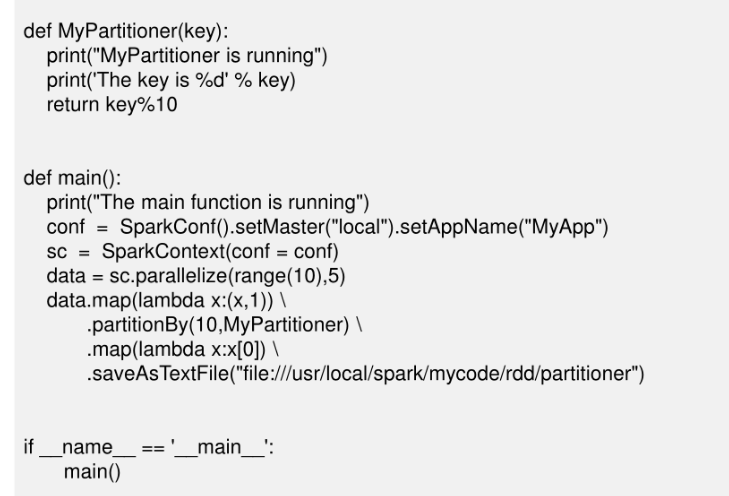 def MyPartitioner(key):
    print("MyPartitioner is running")
    print('The key is %d' % key)
    return key%10
def main():
    print("The main function is running")
    conf  =  SparkConf().setMaster("local").setAppName("MyApp")
    sc  =  SparkContext(conf = conf)
    data = sc.parallelize(range(10),5)
    data.map(lambda x:(x,1)) \
        .partitionBy(10,MyPartitioner) \
        .map(lambda x:x[0]) \
        .saveAsTextFile("file:///usr/local/spark/mycode/rdd/partitioner")
if __name__ == '__main__':
     main()